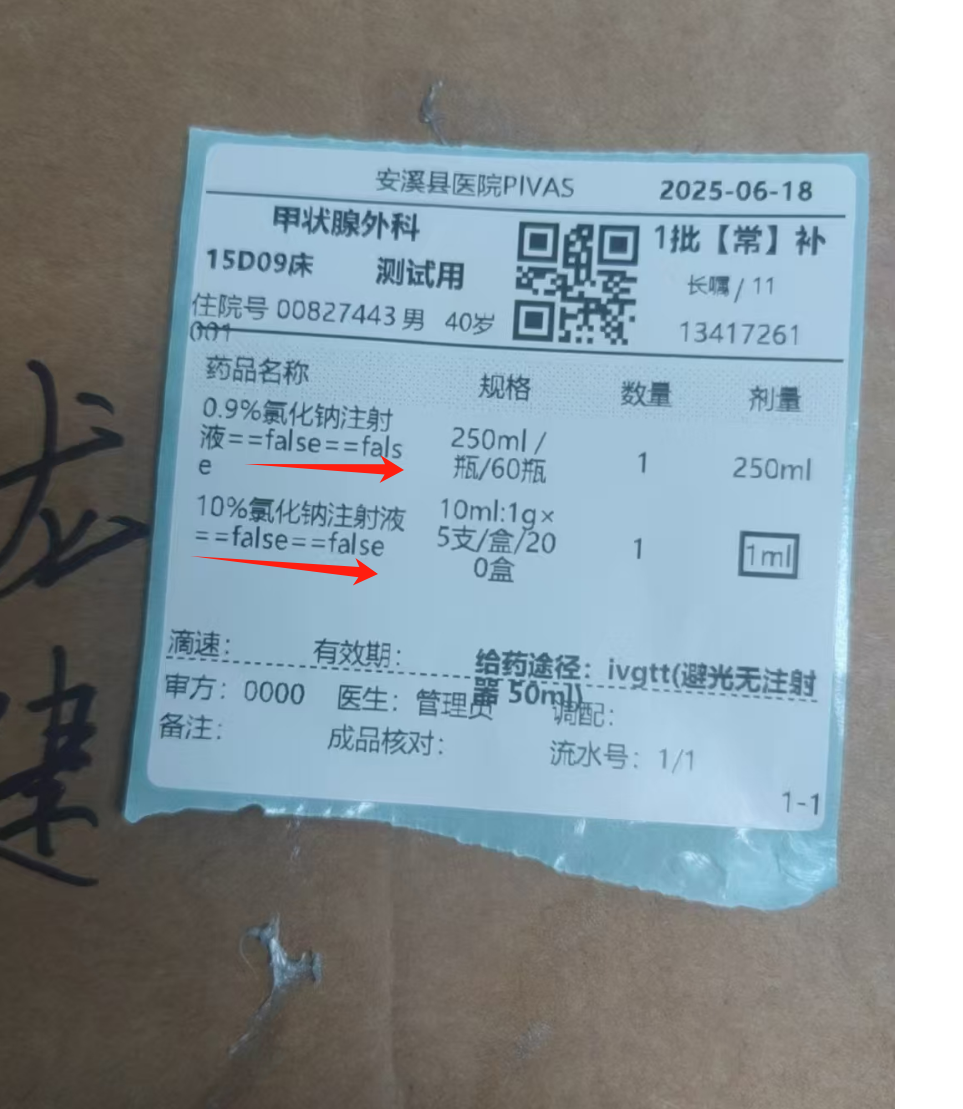 安溪县医院PIVAS 2025-06-18
甲状腺外科 1批【常】补
15D09床 测试用 长嘱 / 11
住院号 00827443 男 40岁 13417261
001
药品名称 规格 数量 剂量
0.9%氯化钠注射
液==false==fals
e
250ml /
瓶/60瓶
1 250ml
10%氯化钠注射液
==false==false
10ml:1g×
5支/盒/20
0盒
1 1ml
滴速: 有效期: 给药途径: ivgtt(避光无注射
器 50ml)
审方: 0000 医生: 管理员 调配:
备注: 成品核对: 流水号: 1/1
1-1
龙
建